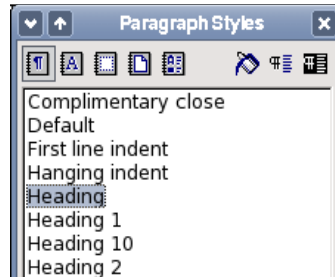 Paragraph Styles
Complimentary close
Default
First line indent
Hanging indent
Heading
Heading 1
Heading 10
Heading 2